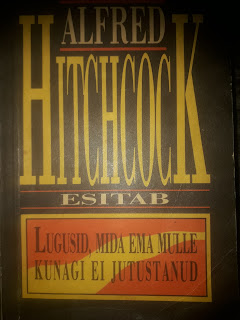 ALFRED
HITCHCOCK
ESITAB
LUGUSID, MIDA EMA MULLE
KUNAGI EI JUTUSTANUD